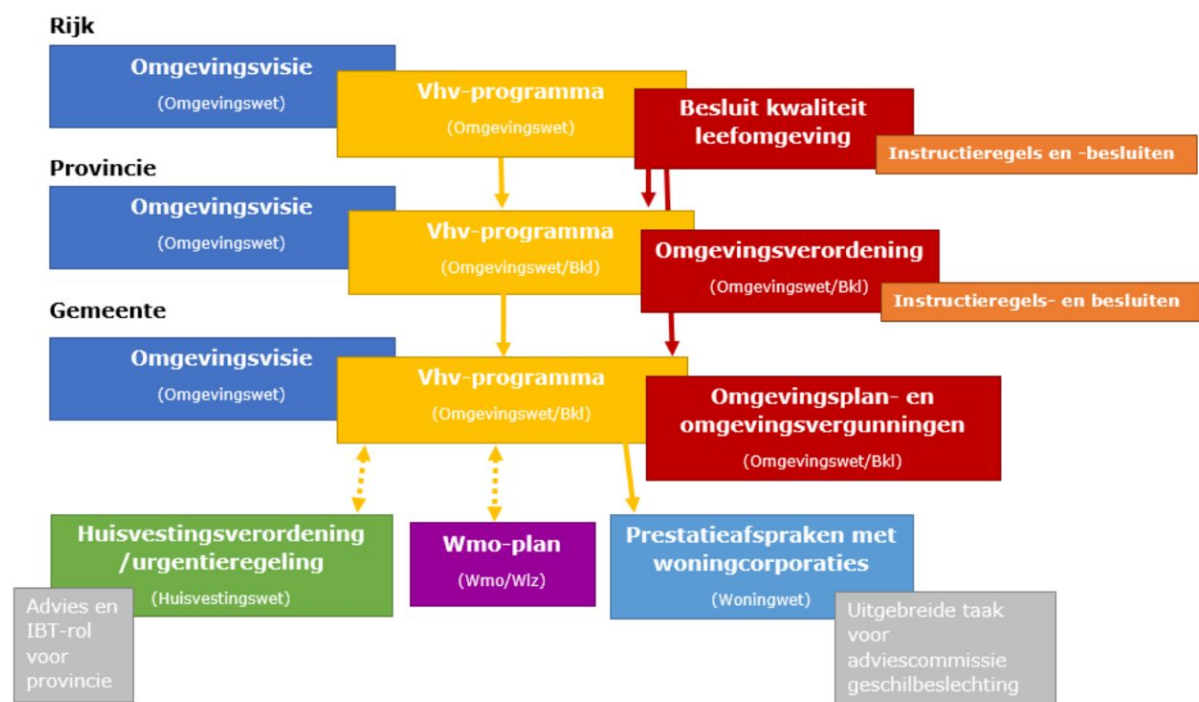 Rijk
Omgevingsvisie
(Omgevingswet)
Vhv-programma
(Omgevingswet)
Besluit kwaliteit
leefomgeving
Instructieregels en -besluiten
Provincie
Omgevingsvisie
(Omgevingswet)
Vhv-programma
(Omgevingswet/Bkl)
Omgevingsverordening
(Omgevingswet/Bkl)
Instructieregels- en besluiten
Gemeente
Omgevingsvisie
(Omgevingswet)
Vhv-programma
(Omgevingswet/Bkl)
Omgevingsplan- en
omgevingsvergunningen
(Omgevingswet/Bkl)
Huisvestingsverordening
/urgentieregeling
(Huisvestingswet)
Advies en
IBT-rol
voor
provincie
Wmo-plan
(Wmo/Wlz)
Prestatieafspraken met
woningcorporaties
(Woningwet)
Uitgebreide taak
voor
adviescommissie
geschilbeslechting